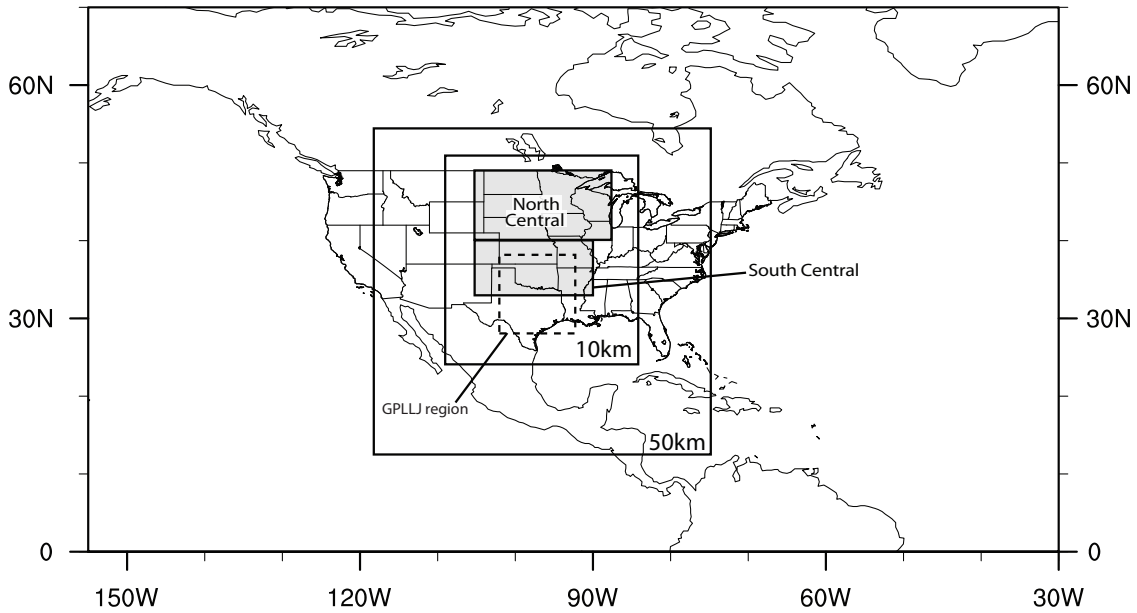 60N
60N
North
Central
South Central
30N
30N
10km
GPLLJ region
50km
0
0
150W
120W
90W
60W
30W